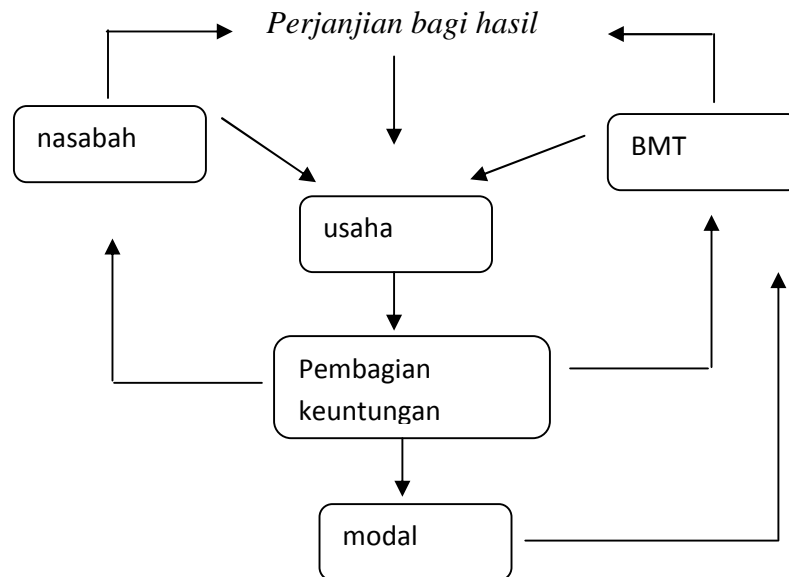 Perjanjian bagi hasil
nasabah
BMT
usaha
Pembagian
keuntungan
modal